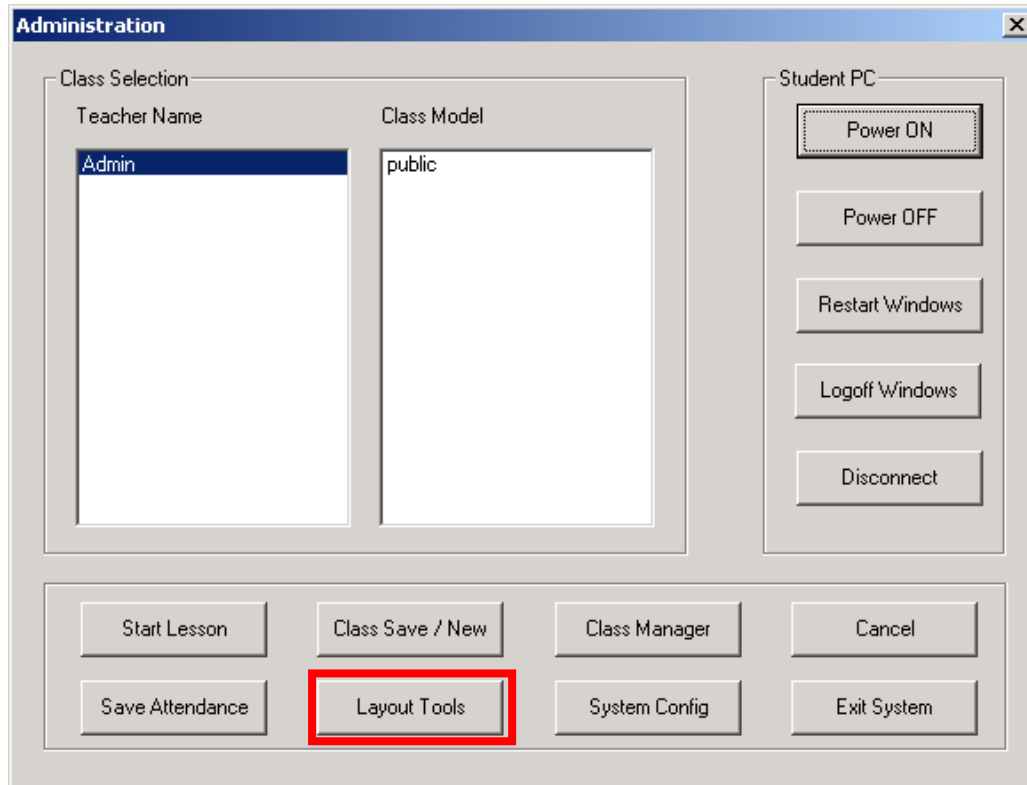 Administration
Class Selection
Teacher Name
Class Model
Admin
public
Student PC
Power ON
Power OFF
Restart Windows
Logoff Windows
Disconnect
Start Lesson
Class Save / New
Class Manager
Cancel
Save Attendance
Layout Tools
System Config
Exit System